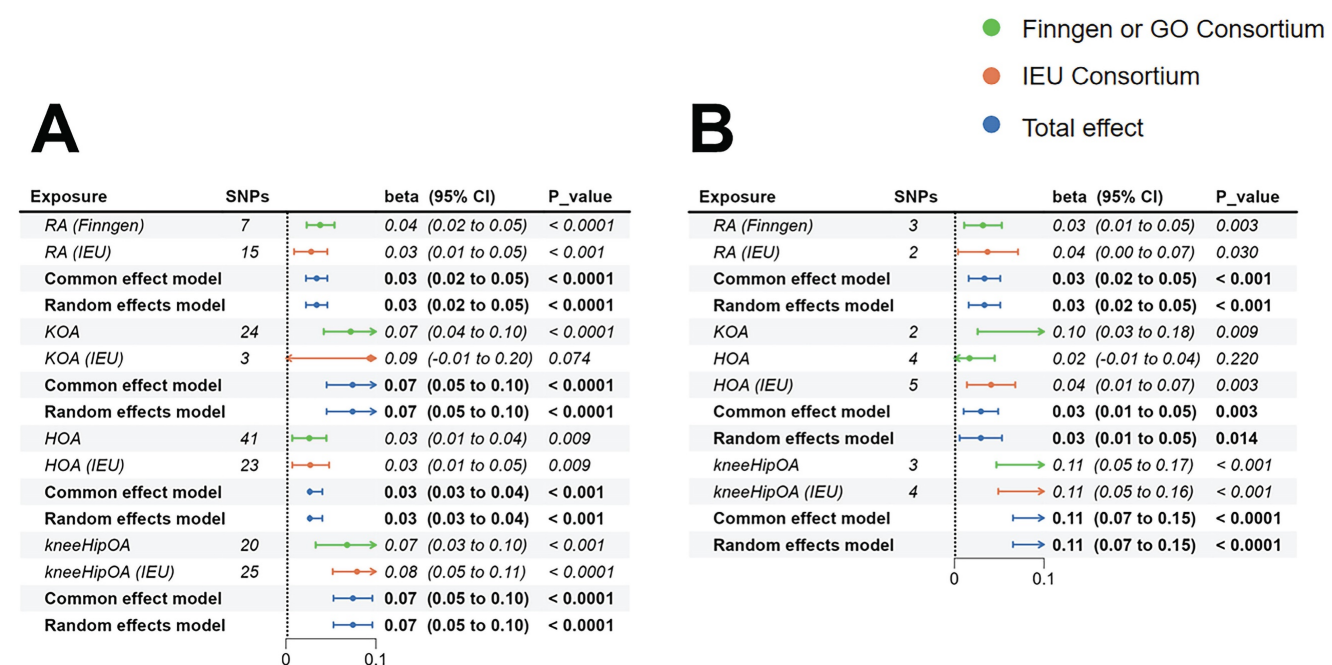 Finngen or GO Consortium
IEU Consortium
Total effect
A
Exposure SNPs beta (95% CI) P_value
RA (Finngen) 7 0.04 (0.02 to 0.05) < 0.0001
RA (IEU) 15 0.03 (0.01 to 0.05) < 0.001
Common effect model 0.03 (0.02 to 0.05) < 0.0001
Random effects model 0.03 (0.02 to 0.05) < 0.0001
KOA 24 0.07 (0.04 to 0.10) < 0.0001
KOA (IEU) 3 0.09 (-0.01 to 0.20) 0.074
Common effect model 0.07 (0.05 to 0.10) < 0.0001
Random effects model 0.07 (0.05 to 0.10) < 0.0001
HOA 41 0.03 (0.01 to 0.04) 0.009
HOA (IEU) 23 0.03 (0.01 to 0.05) 0.009
Common effect model 0.03 (0.03 to 0.04) < 0.001
Random effects model 0.03 (0.03 to 0.04) < 0.001
kneeHipOA 20 0.07 (0.03 to 0.10) < 0.001
kneeHipOA (IEU) 25 0.08 (0.05 to 0.11) < 0.0001
Common effect model 0.07 (0.05 to 0.10) < 0.0001
Random effects model 0.07 (0.05 to 0.10) < 0.0001
0 0.1
B
Exposure SNPs beta (95% CI) P_value
RA (Finngen) 3 0.03 (0.01 to 0.05) 0.003
RA (IEU) 2 0.04 (0.00 to 0.07) 0.030
Common effect model 0.03 (0.02 to 0.05) < 0.001
Random effects model 0.03 (0.02 to 0.05) < 0.001
KOA 2 0.10 (0.03 to 0.18) 0.009
HOA 4 0.02 (-0.01 to 0.04) 0.220
HOA (IEU) 5 0.04 (0.01 to 0.07) 0.003
Common effect model 0.03 (0.01 to 0.05) 0.003
Random effects model 0.03 (0.01 to 0.05) 0.014
kneeHipOA 3 0.11 (0.05 to 0.17) < 0.001
kneeHipOA (IEU) 4 0.11 (0.05 to 0.16) < 0.001
Common effect model 0.11 (0.07 to 0.15) < 0.0001
Random effects model 0.11 (0.07 to 0.15) < 0.0001
0 0.1